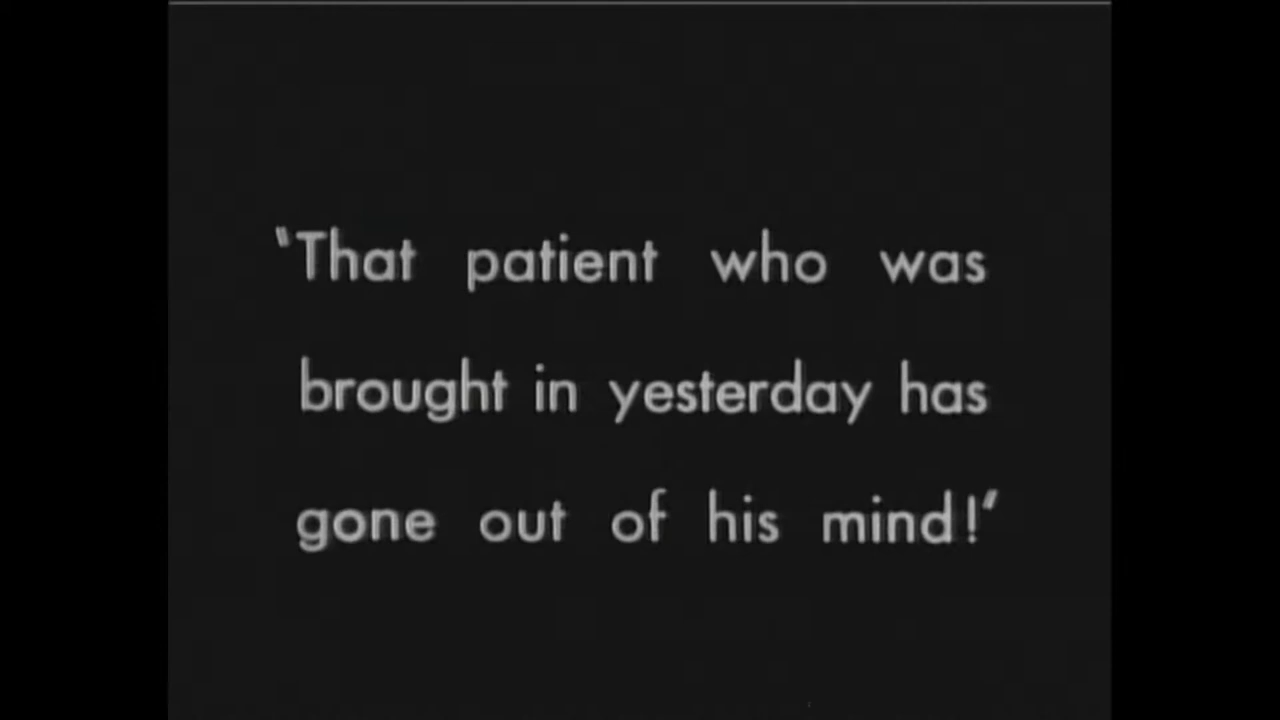 "That patient who was
brought in yesterday has
gone out of his mind!"